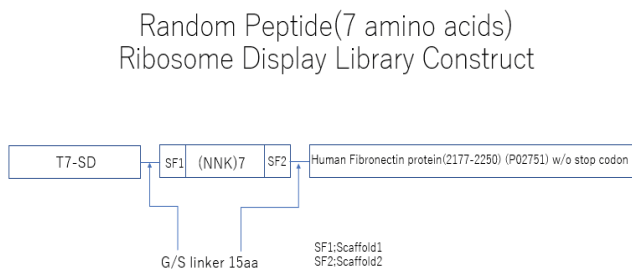 Random Peptide(7 amino acids)
Ribosome Display Library Construct
T7-SD
SF1
(NNK)7
SF2
Human Fibronectin protein(2177-2250) (P02751) w/o stop codon
G/S linker 15aa
SF1;Scaffold1
SF2;Scaffold2